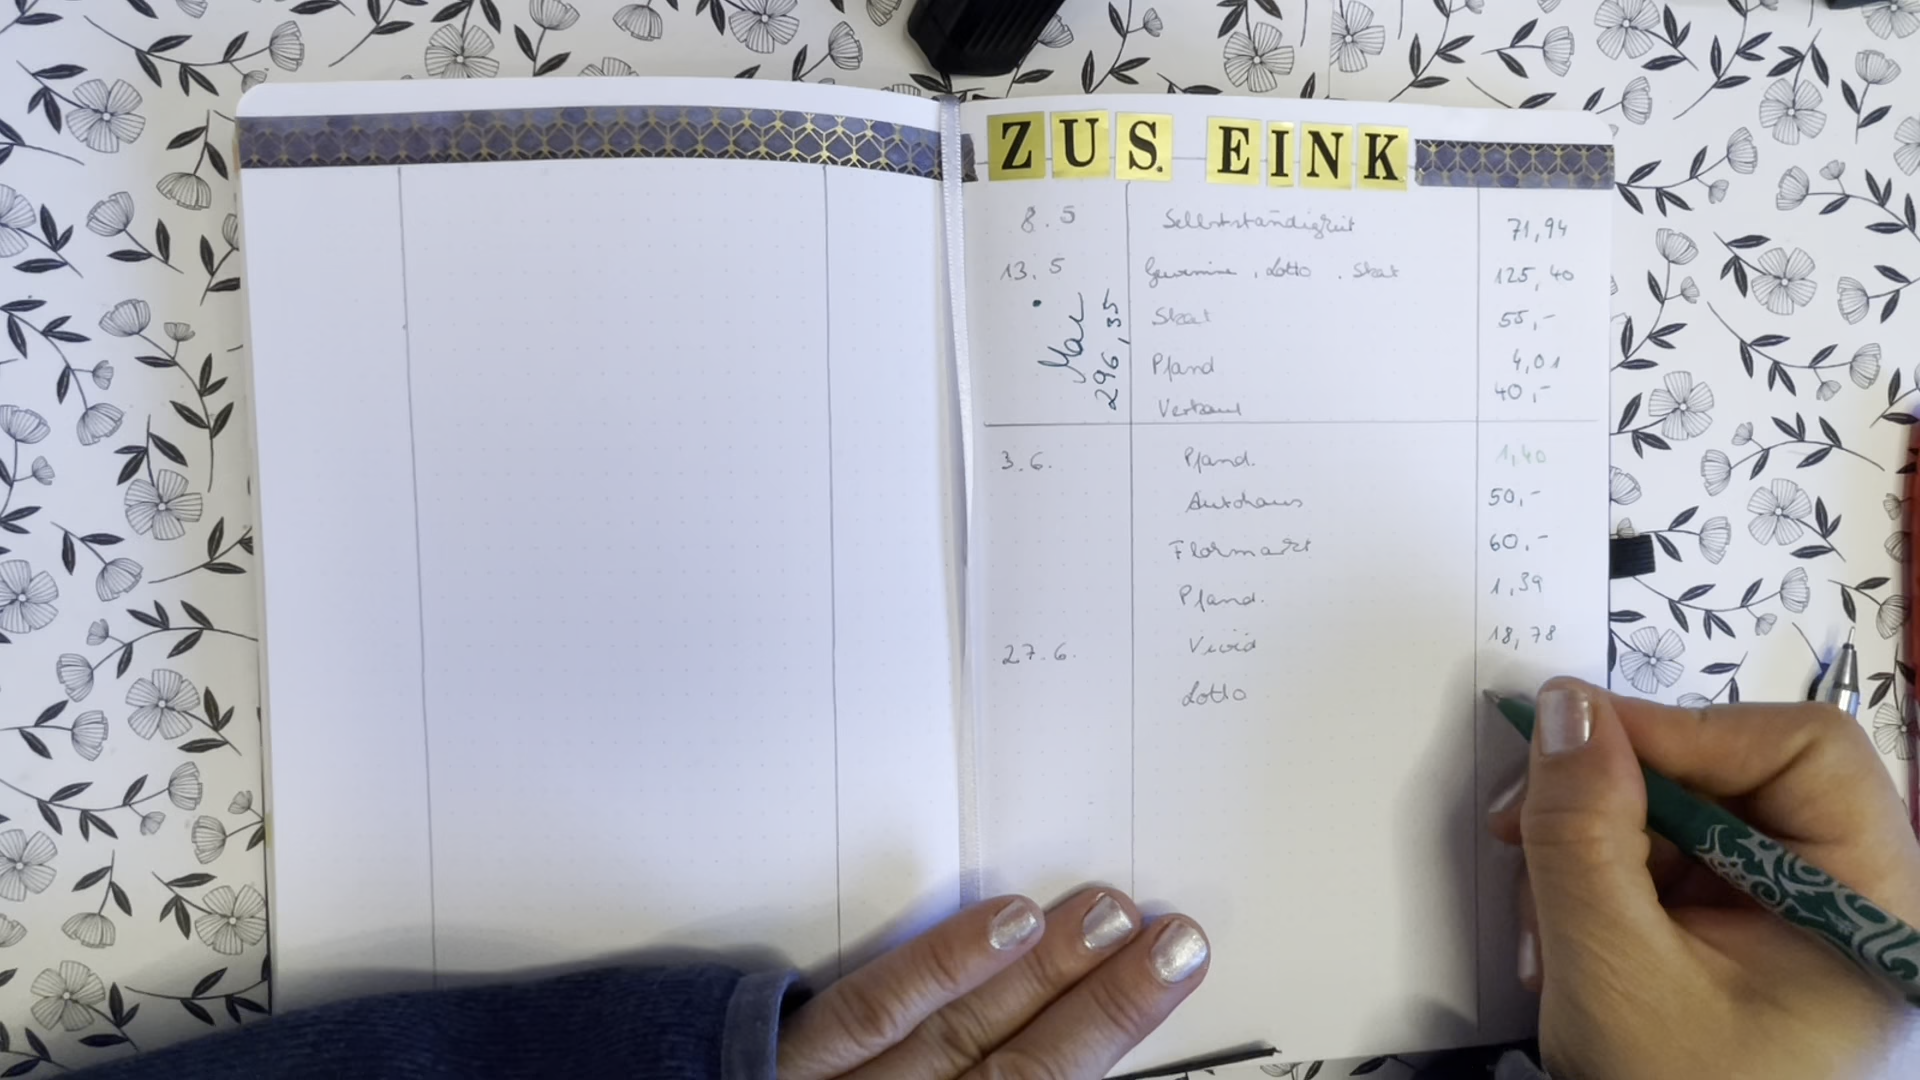 ZUS. EINK
8.5 Selbstständigkeit 71,94
13.5 Gewinne, Lotto, Skat 125,40
Skat 55,-
Pfand 4,01
Verkauf 40,-
Mai
296,35
3.6. Pfand. 1,40
Autohaus 50,-
Flohmarkt 60,-
Pfand. 1,39
27.6. Vivid 18,78
Lotto